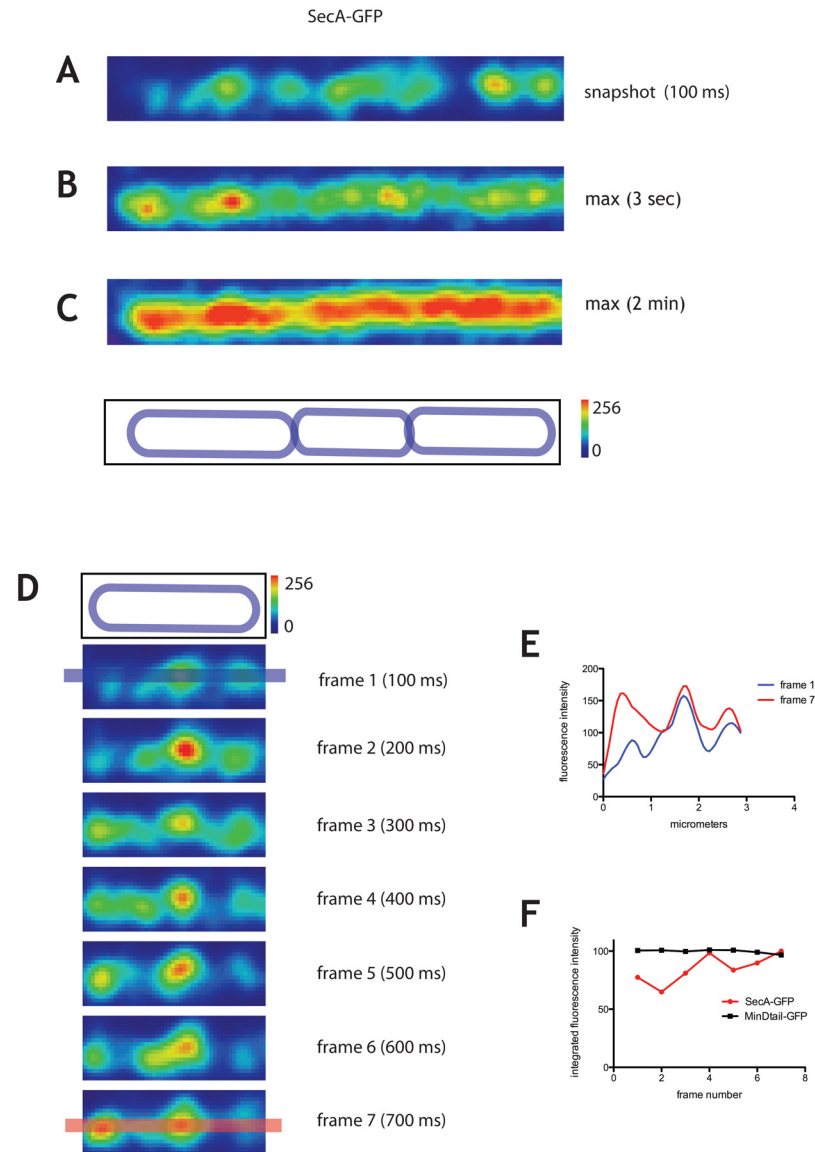 SecA-GFP
A
snapshot (100 ms)
B
max (3 sec)
C
max (2 min)
256
0
D
256
0
frame 1 (100 ms)
frame 2 (200 ms)
frame 3 (300 ms)
frame 4 (400 ms)
frame 5 (500 ms)
frame 6 (600 ms)
frame 7 (700 ms)
E
fluorescence intensity
200
150
100
50
0
0 1 2 3 4
micrometers
frame 1
frame 7
F
integrated fluorescence intensity
100
50
0
0 2 4 6 8
frame number
SecA-GFP
MinDtail-GFP